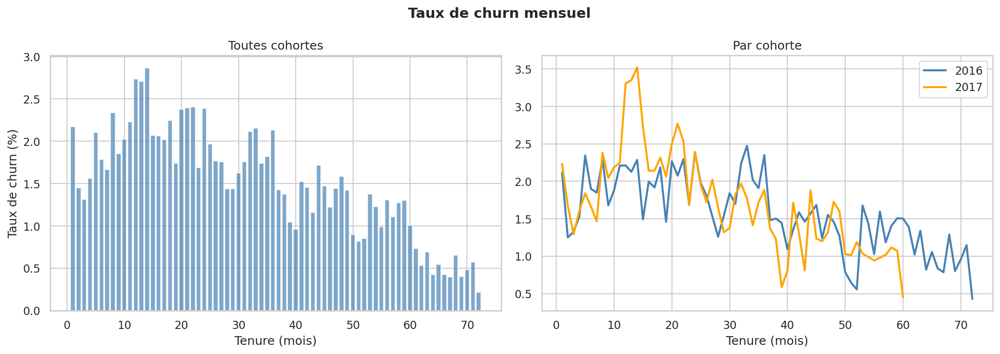 Taux de churn mensuel
Toutes cohortes
Taux de churn (%)
3.0
2.5
2.0
1.5
1.0
0.5
0.0
0 10 20 30 40 50 60 70
Tenure (mois)
Par cohorte
2016
2017
3.5
3.0
2.5
2.0
1.5
1.0
0.5
0 10 20 30 40 50 60 70
Tenure (mois)